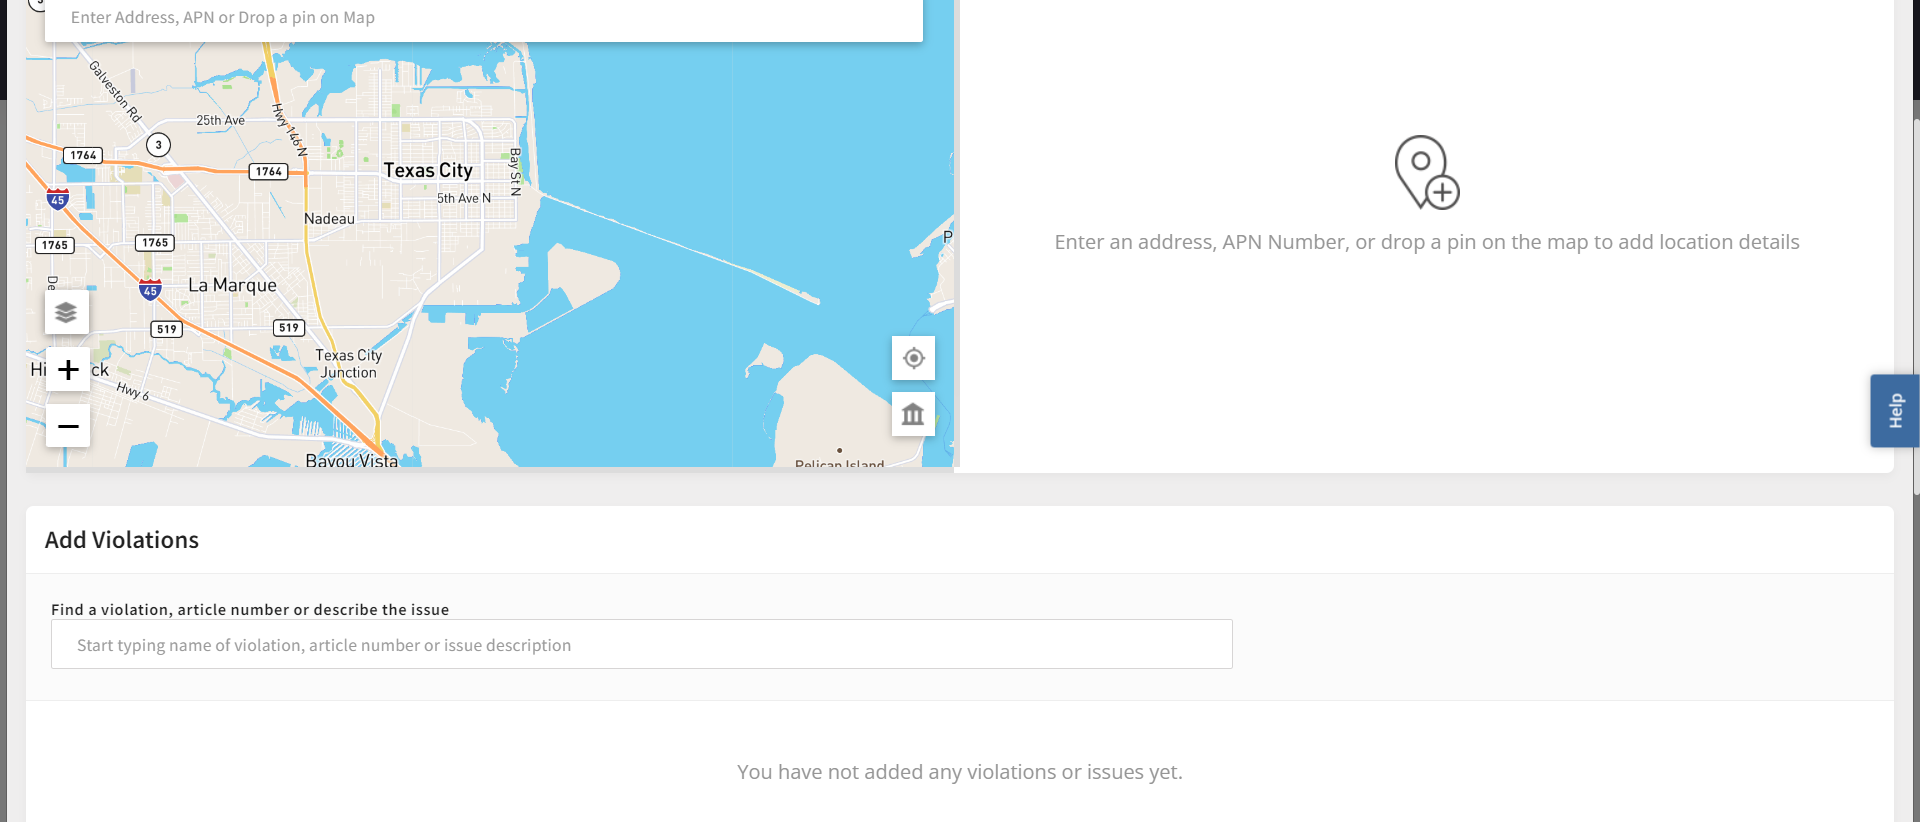 Enter Address, APN or Drop a pin on Map
Galveston Rd
Hwy 146 N
25th Ave
3
1764
1764
Texas City
Bay St N
5th Ave N
45
Nadeau
1765
1765
P
Enter an address, APN Number, or drop a pin on the map to add location details
De
45
La Marque
519
519
Texas City
Junction
Hi
ck
Hwy 6
Help
Bayou Vista
Pelican Island
Add Violations
Find a violation, article number or describe the issue
Start typing name of violation, article number or issue description
You have not added any violations or issues yet.